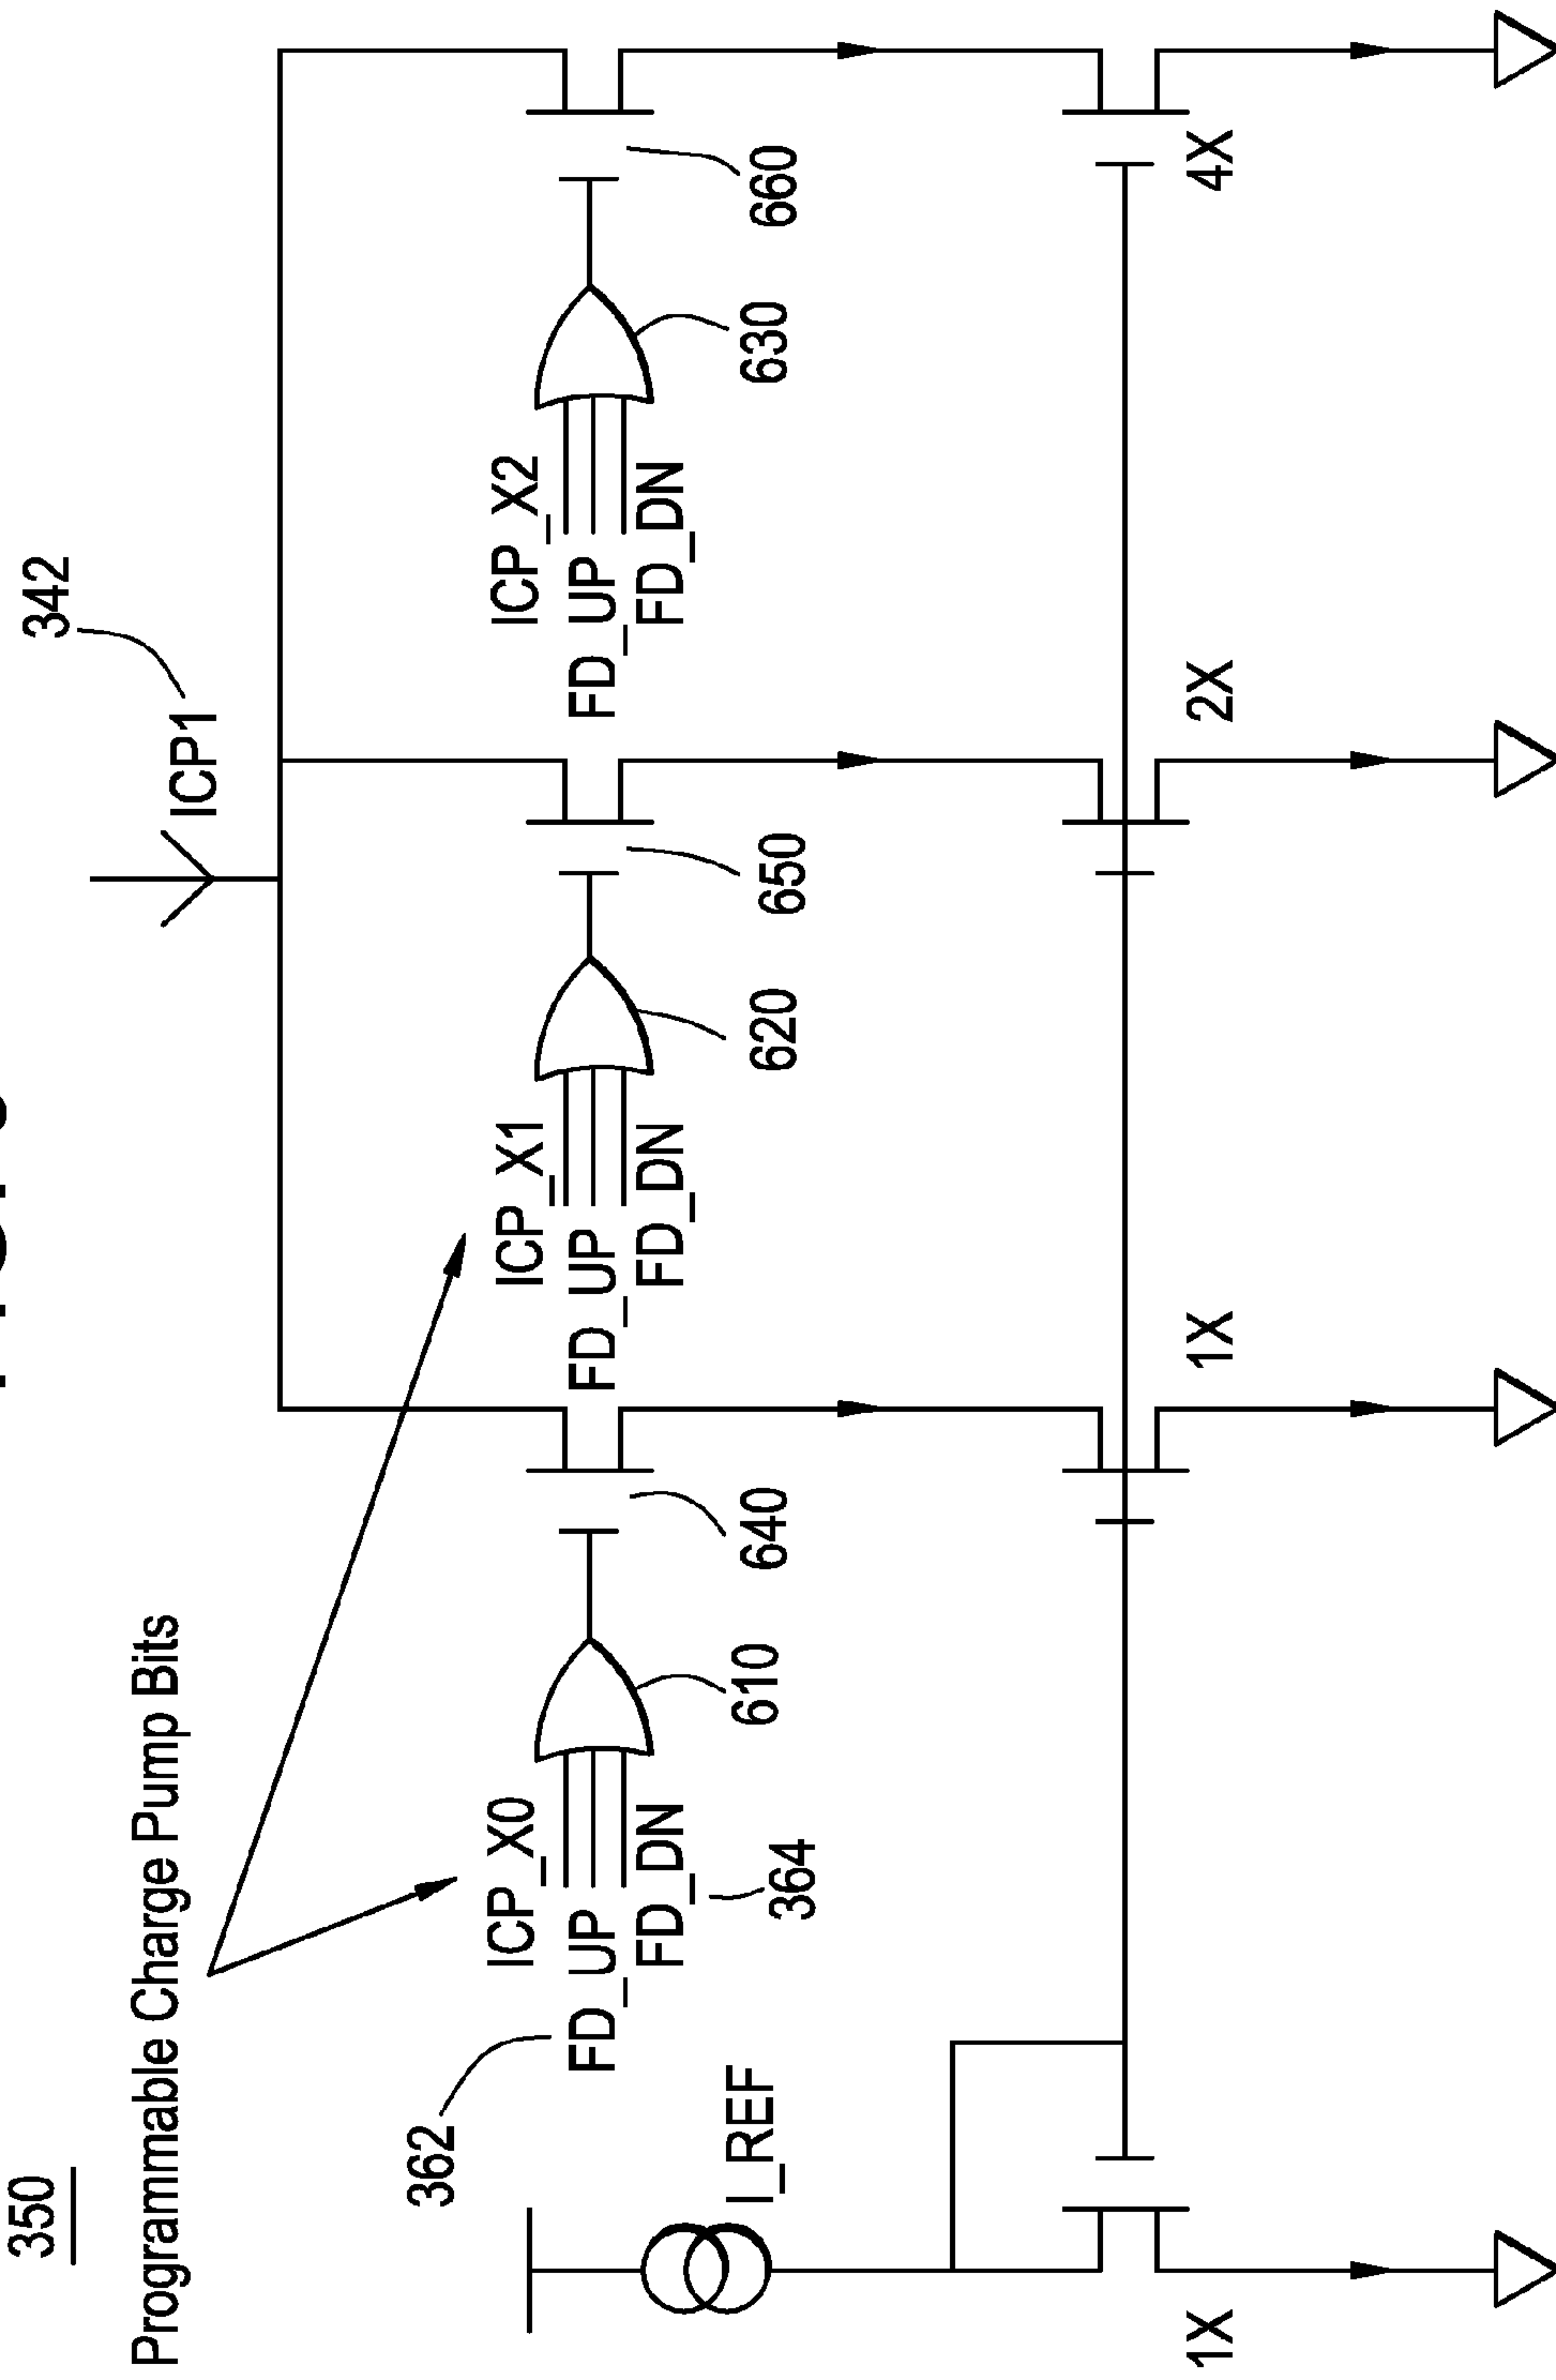 350
Programmable Charge Pump Bits
342
ICP1
362
ICP_X0
FD_UP
FD_DN
364
610
640
ICP_X1
FD_UP
FD_DN
620
650
ICP_X2
FD_UP
FD_DN
630
660
I_REF
1X
1X
2X
4X